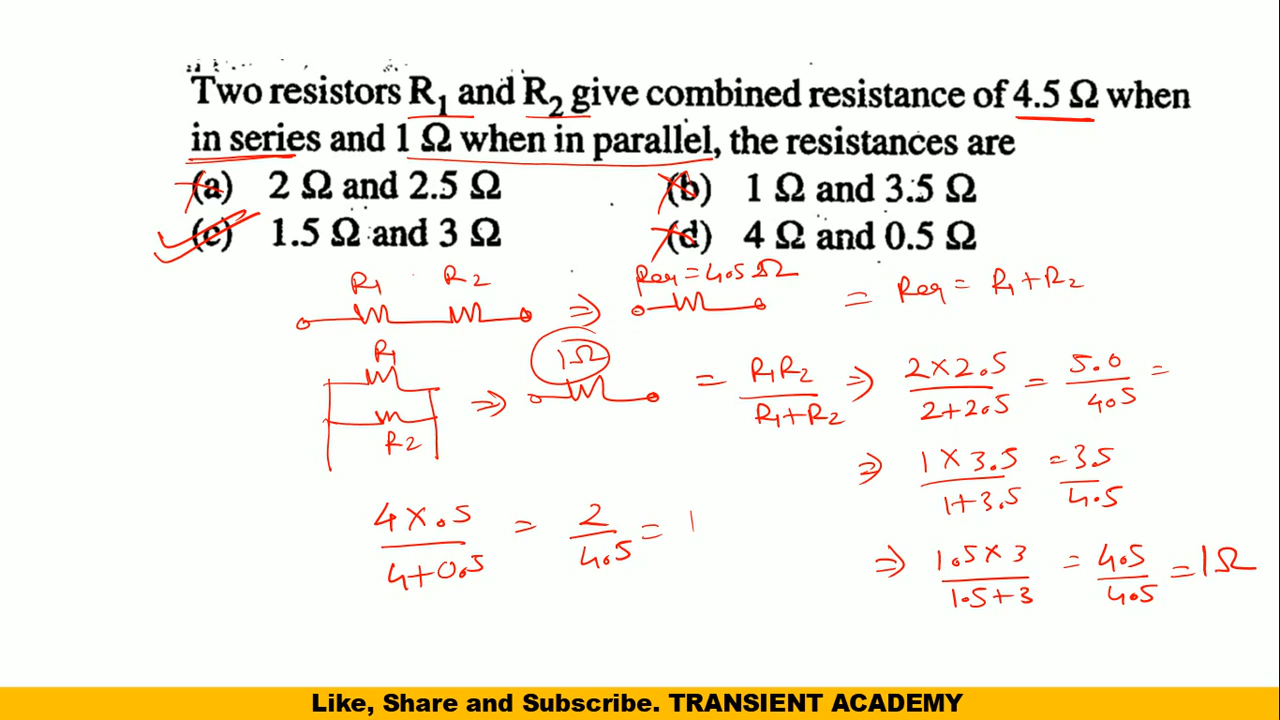 Two resistors R₁ and R₂ give combined resistance of 4.5 Ω when
in series and 1 Ω when in parallel, the resistances are
(a) 2 Ω and 2.5 Ω (b) 1 Ω and 3.5 Ω
(c) 1.5 Ω and 3 Ω (d) 4 Ω and 0.5 Ω
R₁ R₂ ⇒ Req = 4.5 Ω = Req = R₁ + R₂
R₁ R₂ ⇒ 1Ω = R₁R₂ / R₁+R₂ ⇒ 2×2.5 / 2+2.5 = 5.0 / 4.5 =
⇒ 1×3.5 / 1+3.5 = 3.5 / 4.5
4×.5 / 4+0.5 = 2 / 4.5 = 1
⇒ 1.5×3 / 1.5+3 = 4.5 / 4.5 = 1Ω
Like, Share and Subscribe. TRANSIENT ACADEMY